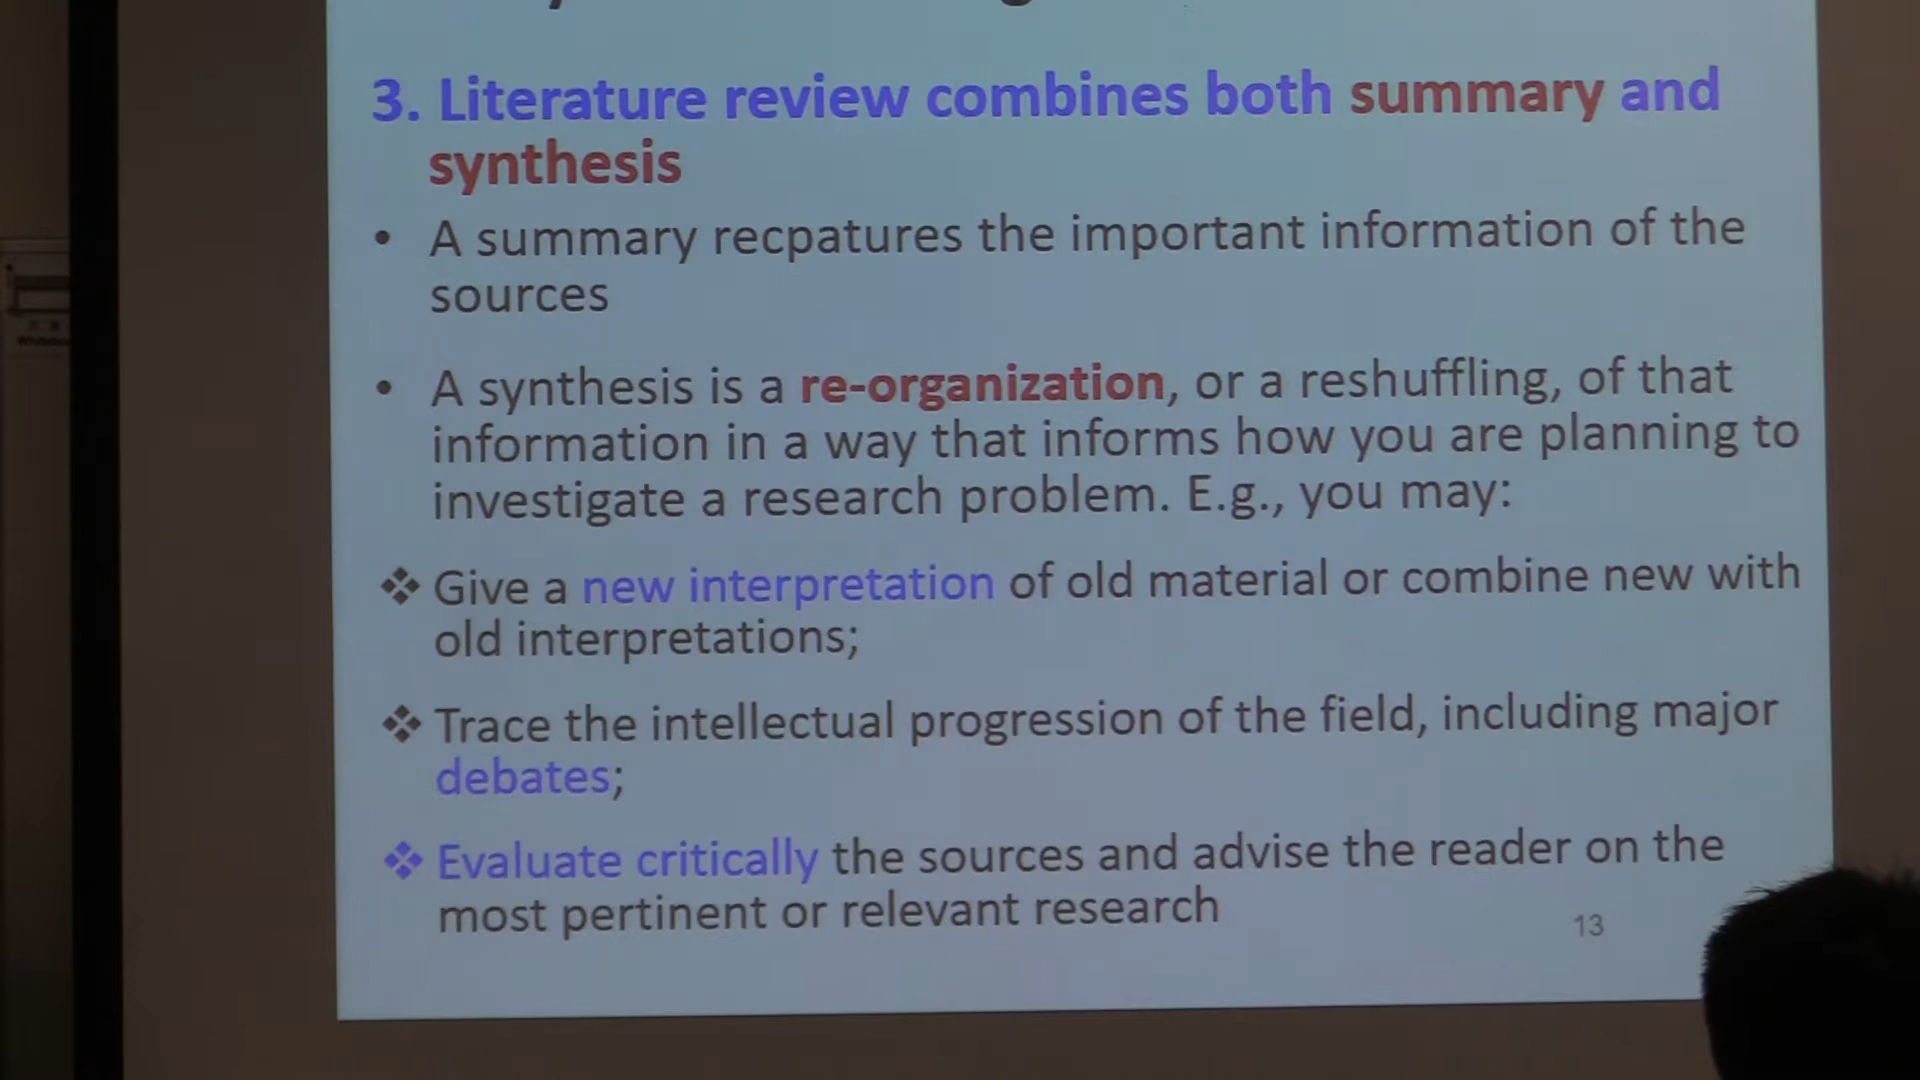 3. Literature review combines both summary and
synthesis
• A summary recpatures the important information of the
sources
• A synthesis is a re-organization, or a reshuffling, of that
information in a way that informs how you are planning to
investigate a research problem. E.g., you may:
❖ Give a new interpretation of old material or combine new with
old interpretations;
❖ Trace the intellectual progression of the field, including major
debates;
❖ Evaluate critically the sources and advise the reader on the
most pertinent or relevant research
13